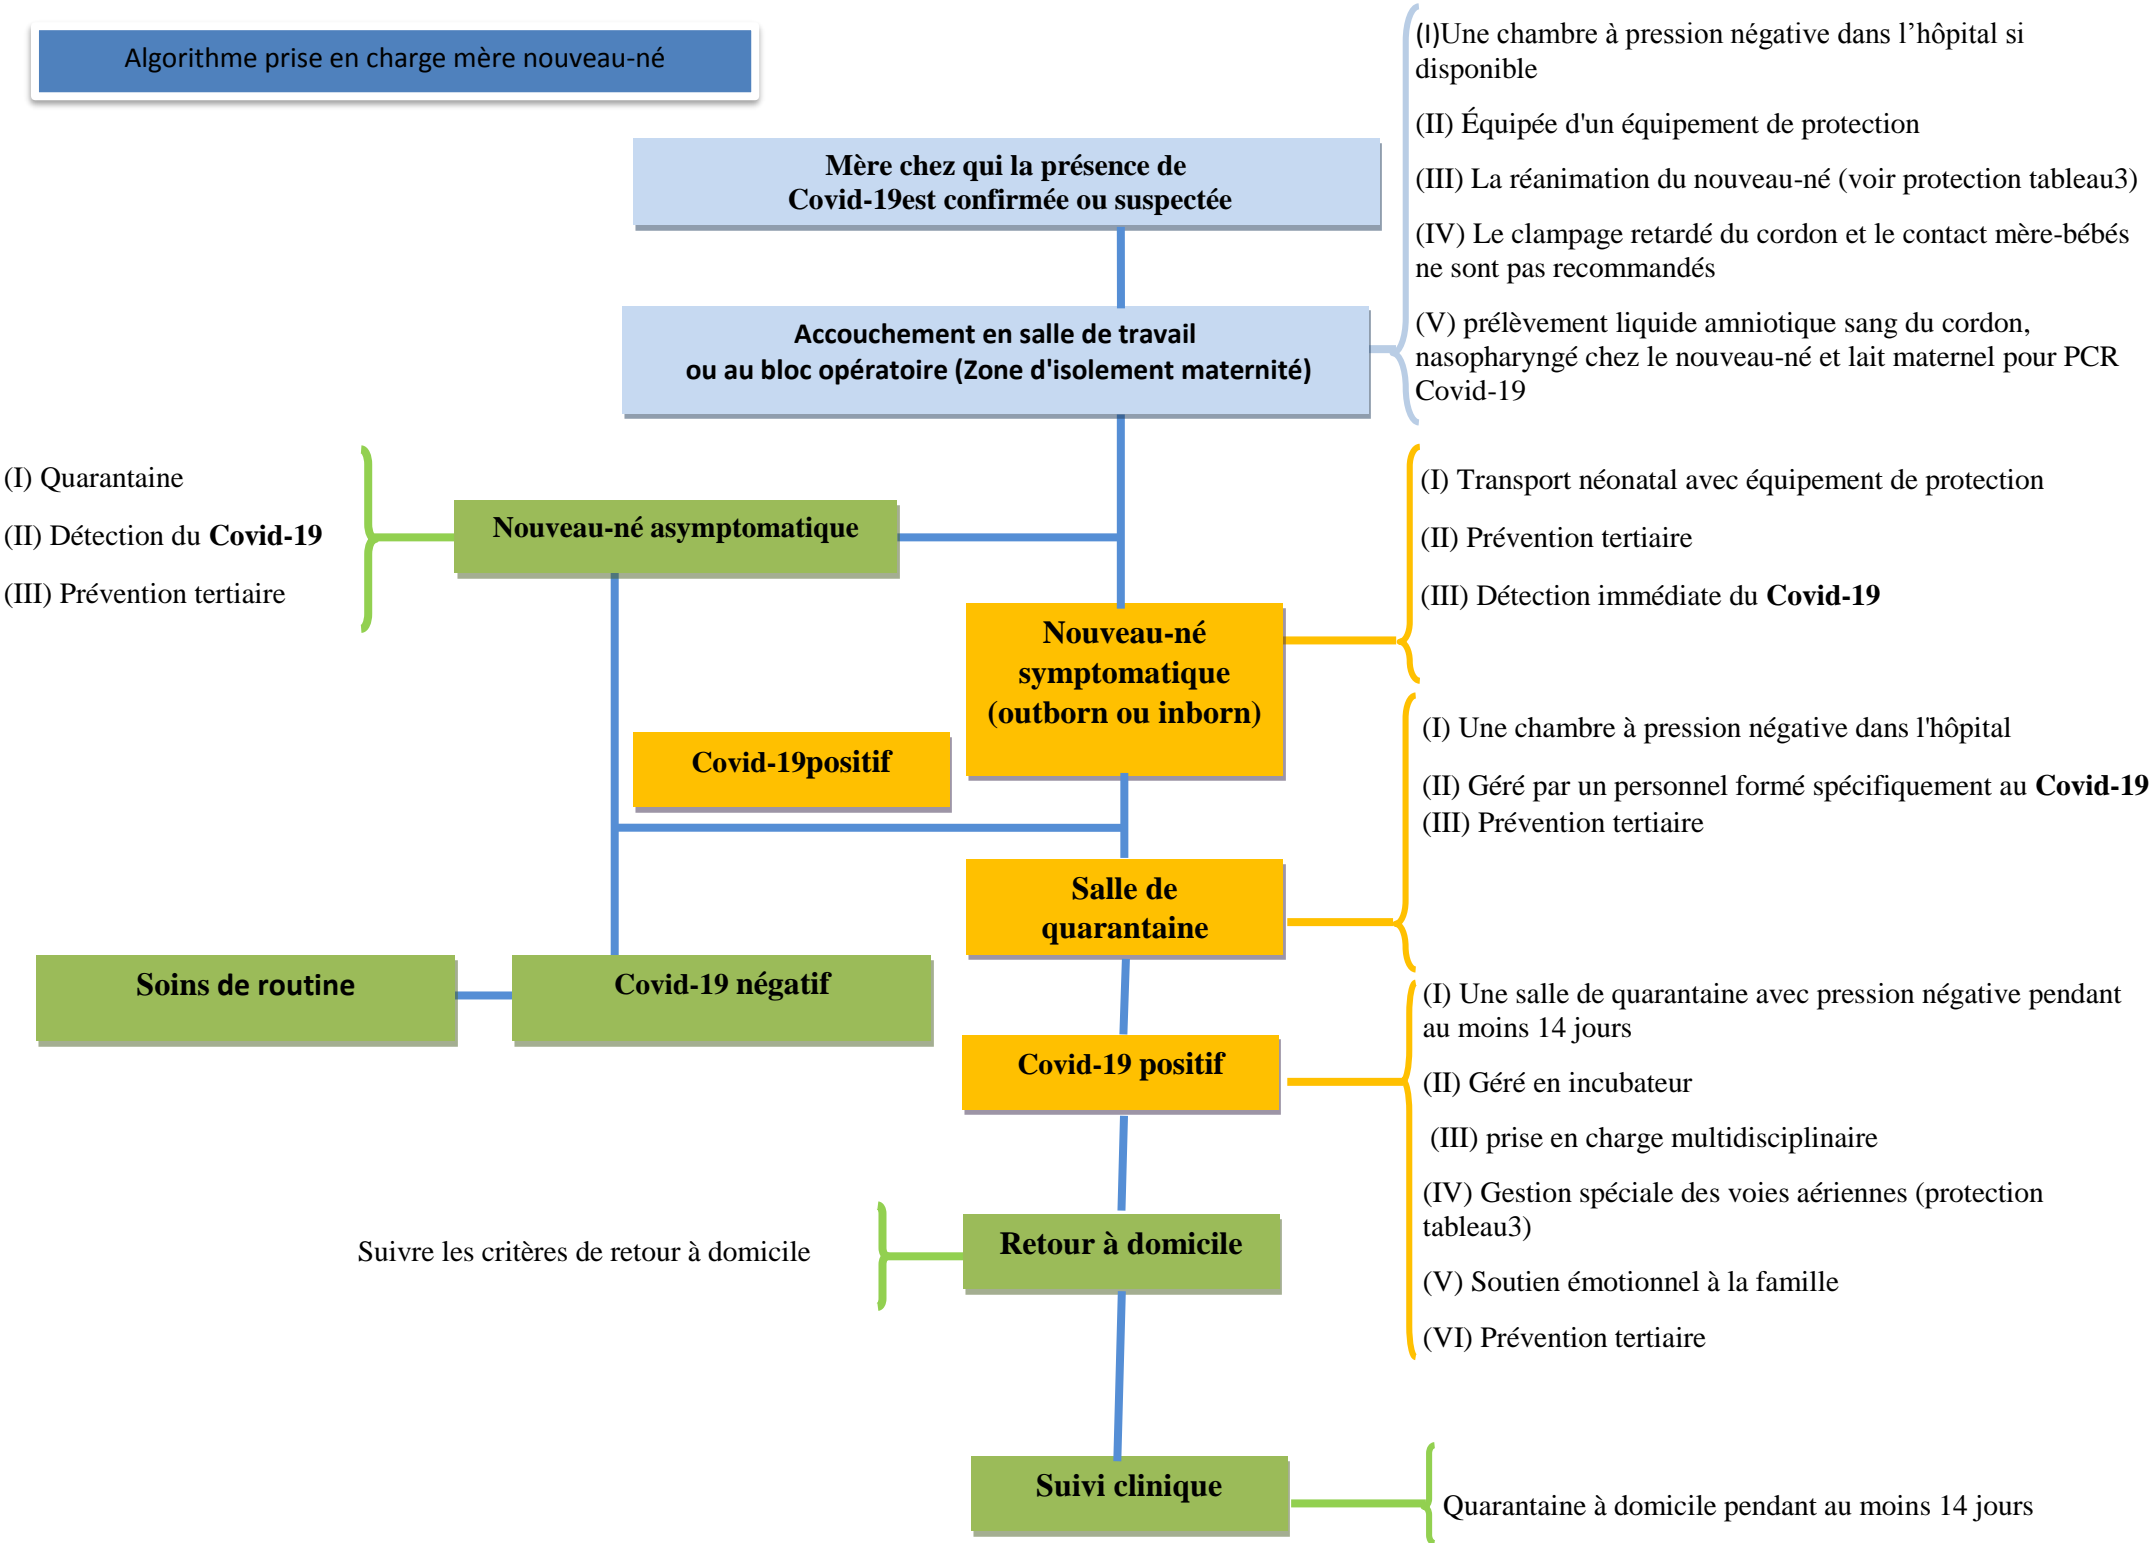 Algorithme prise en charge mère nouveau-né
(I)Une chambre à pression négative dans l’hôpital si
disponible
(II) Équipée d'un équipement de protection
(III) La réanimation du nouveau-né (voir protection tableau3)
(IV) Le clampage retardé du cordon et le contact mère-bébés
ne sont pas recommandés
(V) prélèvement liquide amniotique sang du cordon,
nasopharyngé chez le nouveau-né et lait maternel pour PCR
Covid-19
Mère chez qui la présence de
Covid-19est confirmée ou suspectée
Accouchement en salle de travail
ou au bloc opératoire (Zone d'isolement maternité)
(I) Quarantaine
(II) Détection du Covid-19
(III) Prévention tertiaire
Nouveau-né asymptomatique
(I) Transport néonatal avec équipement de protection
(II) Prévention tertiaire
(III) Détection immédiate du Covid-19
Nouveau-né
symptomatique
(outborn ou inborn)
Covid-19positif
(I) Une chambre à pression négative dans l'hôpital
(II) Géré par un personnel formé spécifiquement au Covid-19
(III) Prévention tertiaire
Salle de
quarantaine
Soins de routine
Covid-19 négatif
(I) Une salle de quarantaine avec pression négative pendant
au moins 14 jours
(II) Géré en incubateur
(III) prise en charge multidisciplinaire
(IV) Gestion spéciale des voies aériennes (protection
tableau3)
(V) Soutien émotionnel à la famille
(VI) Prévention tertiaire
Covid-19 positif
Suivre les critères de retour à domicile
Retour à domicile
Suivi clinique
Quarantaine à domicile pendant au moins 14 jours